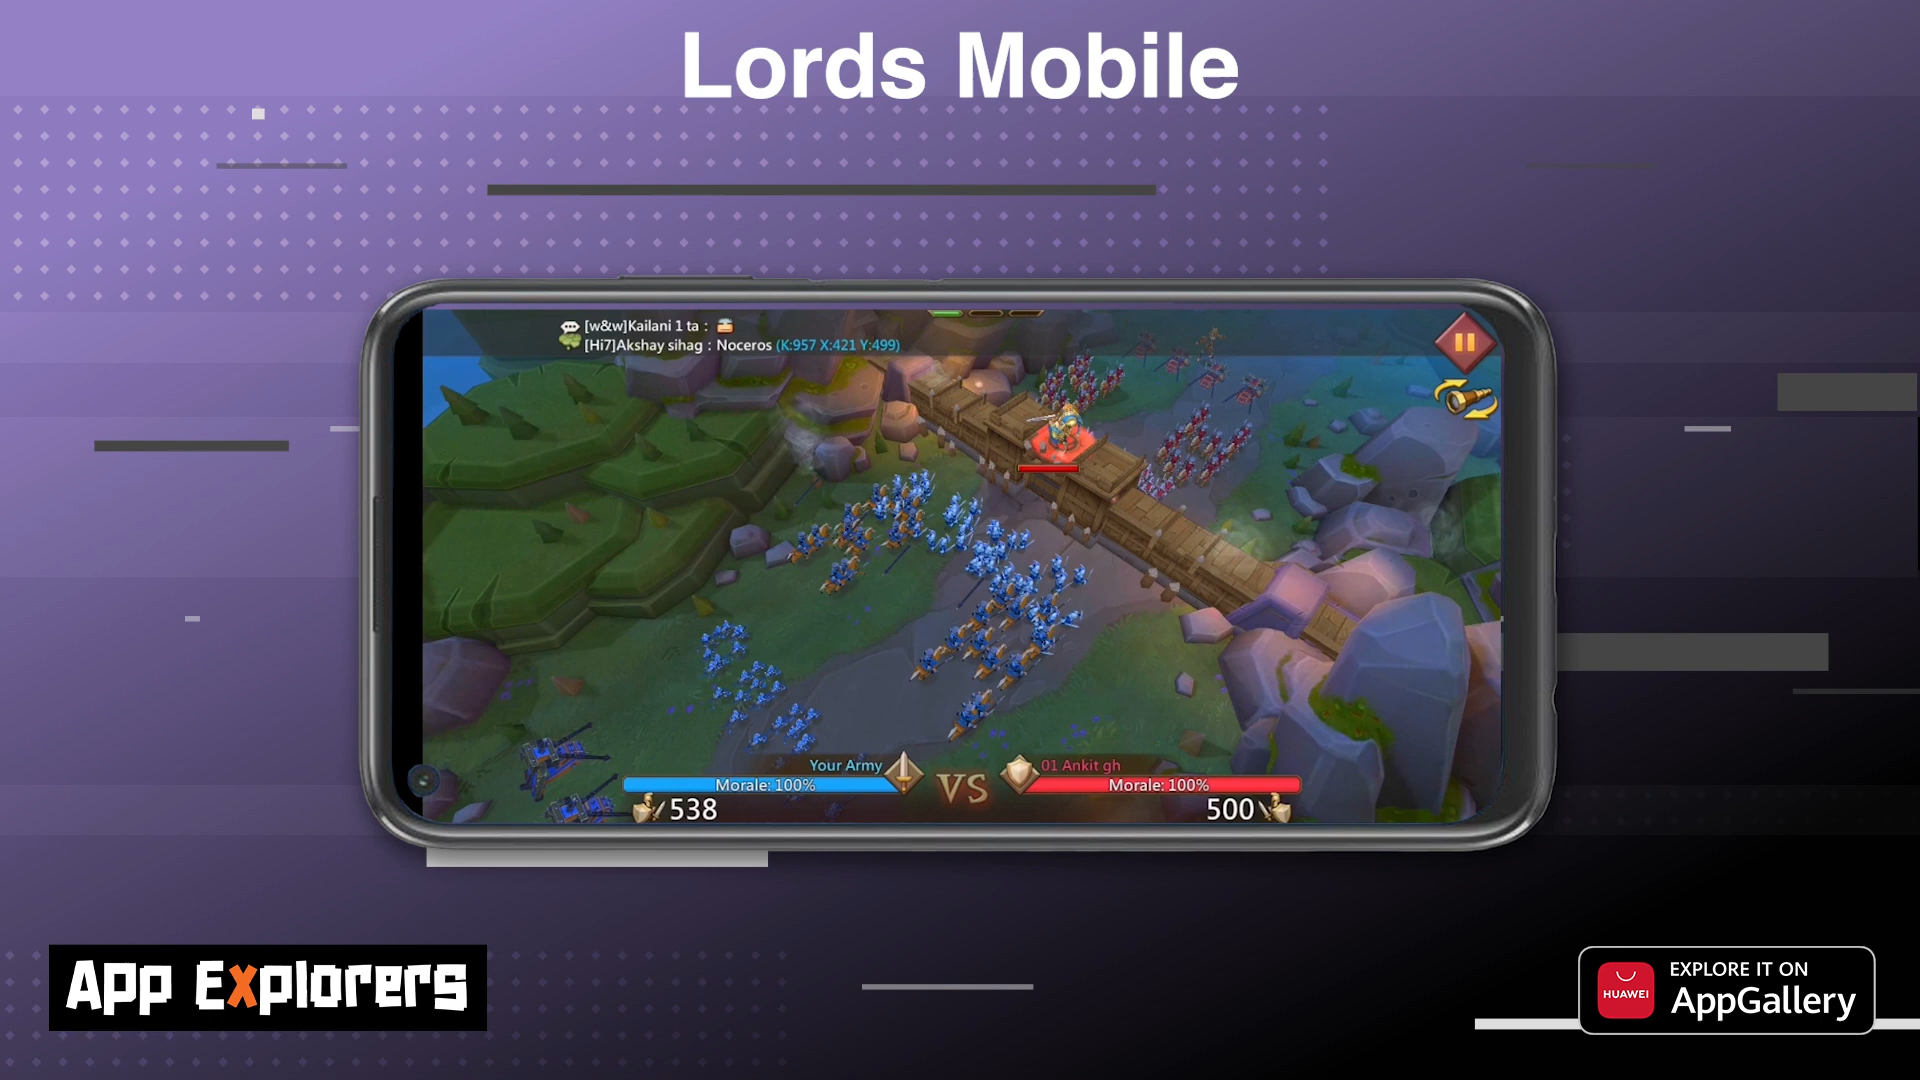 Lords Mobile
[w&w]Kailani 1 ta :
[Hi7]Akshay sihag : Noceros (K:957 X:421 Y:499)
Your Army
VS
01 Ankit gh
Morale: 100%
Morale: 100%
538
500
App Explorers
HUAWEI
EXPLORE IT ON
AppGallery